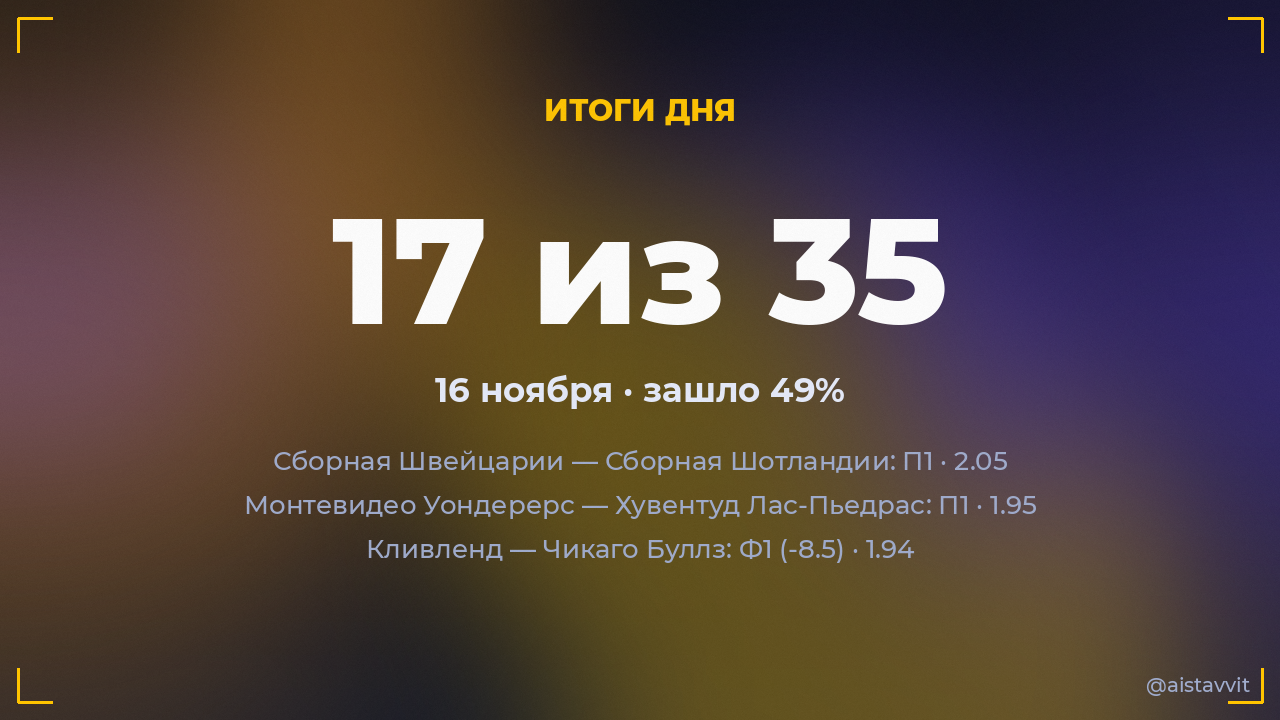 ИТОГИ ДНЯ
17 из 35
16 ноября · зашло 49%
Сборная Швейцарии — Сборная Шотландии: П1 · 2.05
Монтевидео Уондерерс — Хувентуд Лас-Пьедрас: П1 · 1.95
Кливленд — Чикаго Буллз: Ф1 (-8.5) · 1.94
@aistavvit